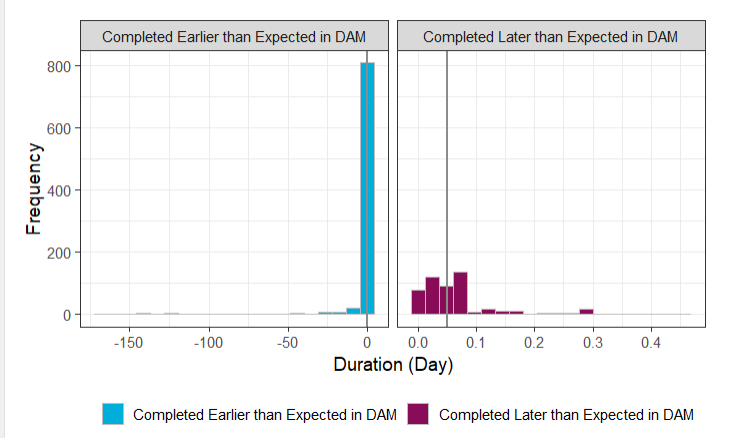 Completed Earlier than Expected in DAM
Completed Later than Expected in DAM
Frequency
800
600
400
200
0
-150 -100 -50 0
0.0 0.1 0.2 0.3 0.4
Duration (Day)
Completed Earlier than Expected in DAM
Completed Later than Expected in DAM